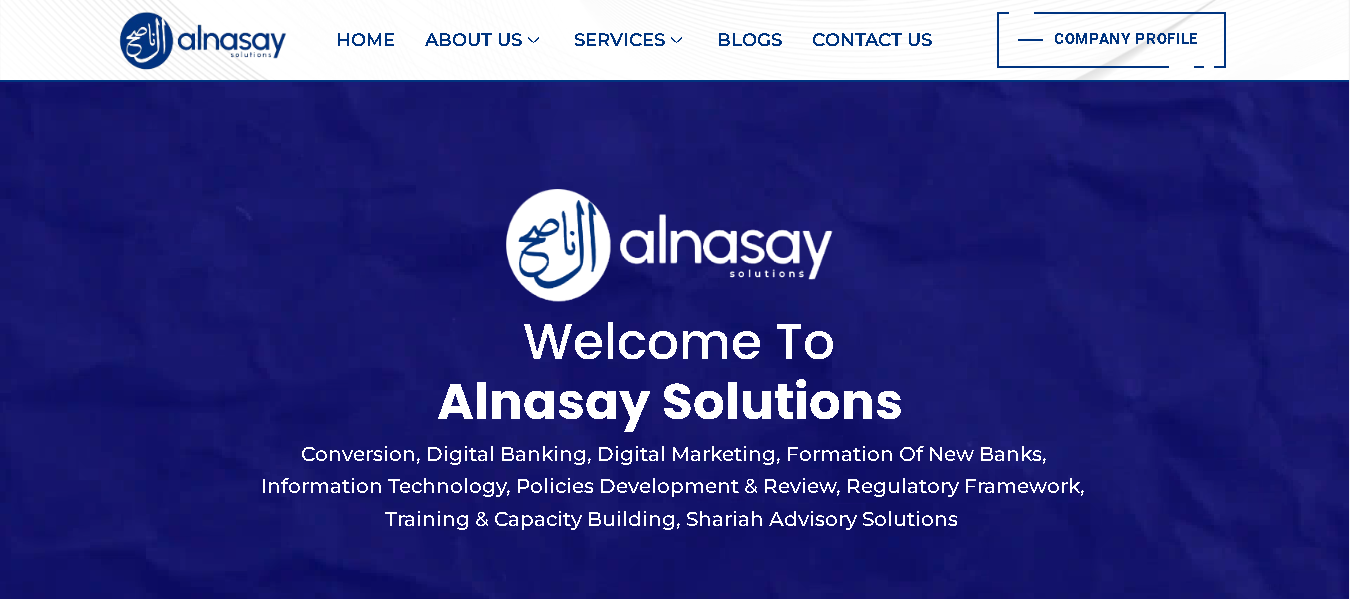 الناصح
alnasay
solutions
HOME
ABOUT US
SERVICES
BLOGS
CONTACT US
COMPANY PROFILE
الناصح
alnasay
solutions
Welcome To
Alnasay Solutions
Conversion, Digital Banking, Digital Marketing, Formation Of New Banks,
Information Technology, Policies Development & Review, Regulatory Framework,
Training & Capacity Building, Shariah Advisory Solutions